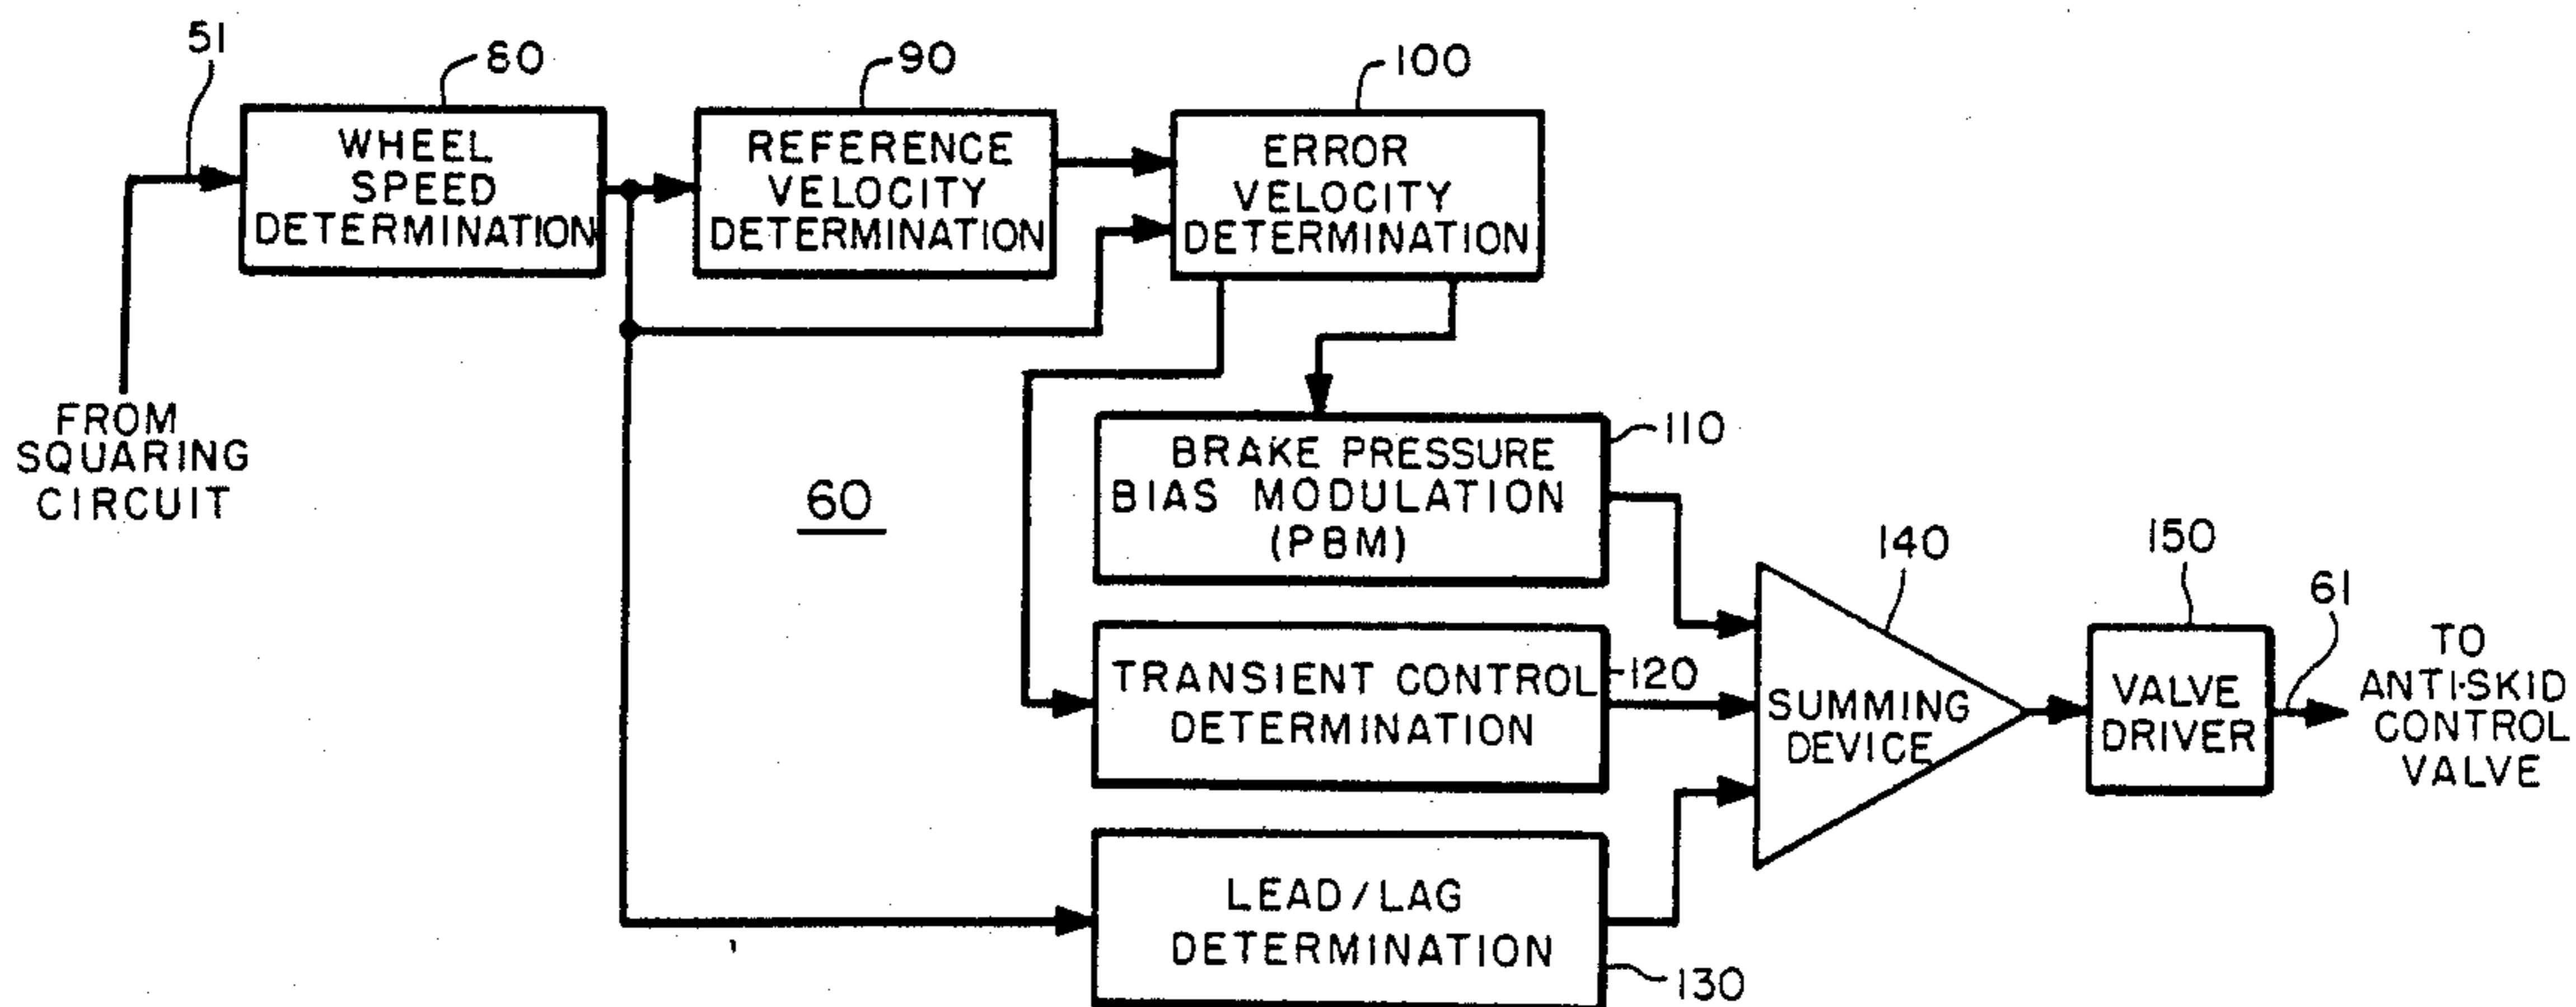 51
80
90
100
WHEEL
SPEED
DETERMINATION
REFERENCE
VELOCITY
DETERMINATION
ERROR
VELOCITY
DETERMINATION
FROM
SQUARING
CIRCUIT
60
BRAKE PRESSURE
BIAS MODULATION
(PBM)
110
TRANSIENT CONTROL
DETERMINATION
120
LEAD/LAG
DETERMINATION
130
140
SUMMING
DEVICE
150
VALVE
DRIVER
61
TO
ANTI-SKID
CONTROL
VALVE